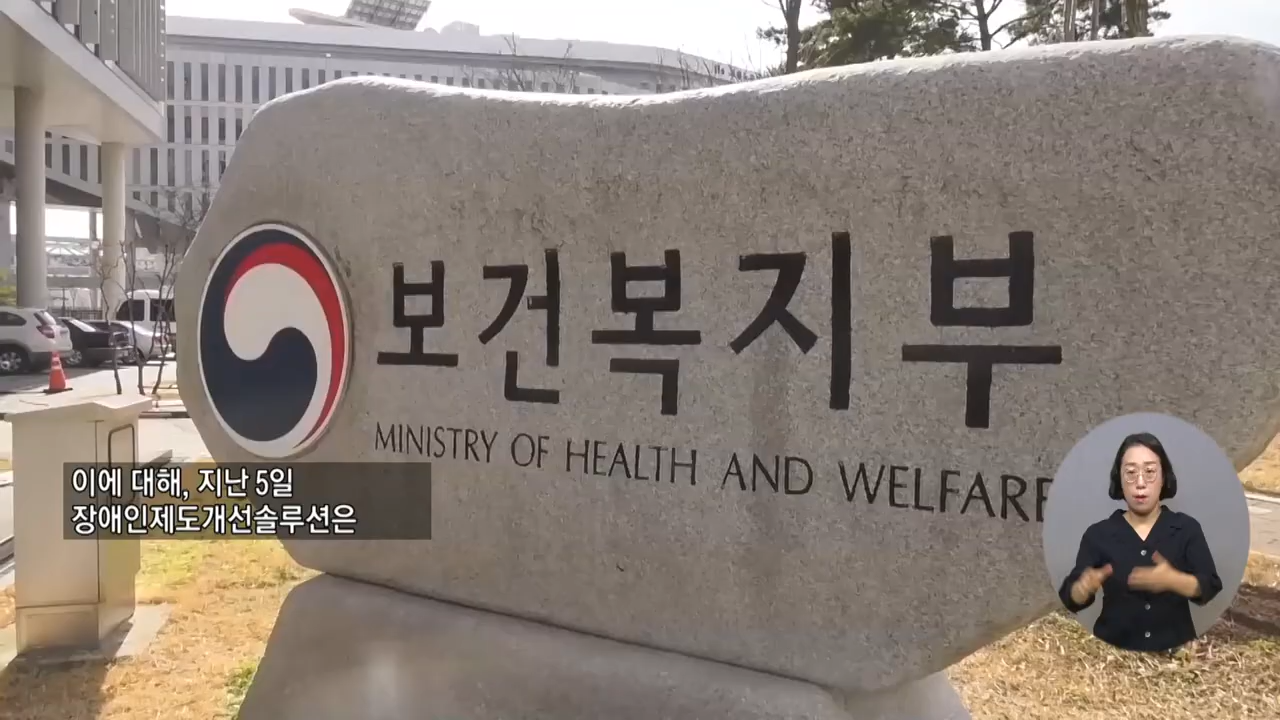 보건복지부
MINISTRY OF HEALTH AND WELFARE
이에 대해, 지난 5일
장애인제도개선솔루션은